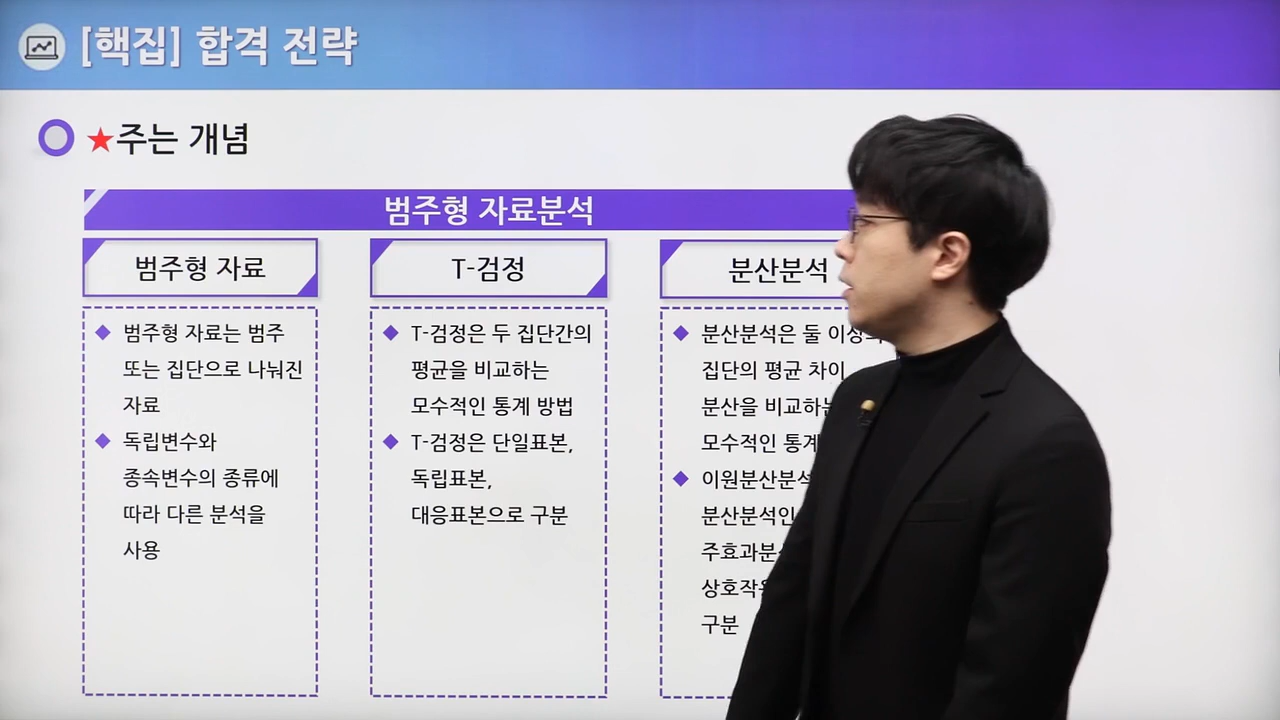 [핵집] 합격 전략
★주는 개념
범주형 자료분석
범주형 자료
◆ 범주형 자료는 범주
또는 집단으로 나눠진
자료
◆ 독립변수와
종속변수의 종류에
따라 다른 분석을
사용
T-검정
◆ T-검정은 두 집단간의
평균을 비교하는
모수적인 통계 방법
◆ T-검정은 단일표본,
독립표본,
대응표본으로 구분
분산분석
◆ 분산분석은 둘 이상의
집단의 평균 차이
분산을 비교하는
모수적인 통계
◆ 이원분산분석
분산분석인
주효과분
상호작용
구분